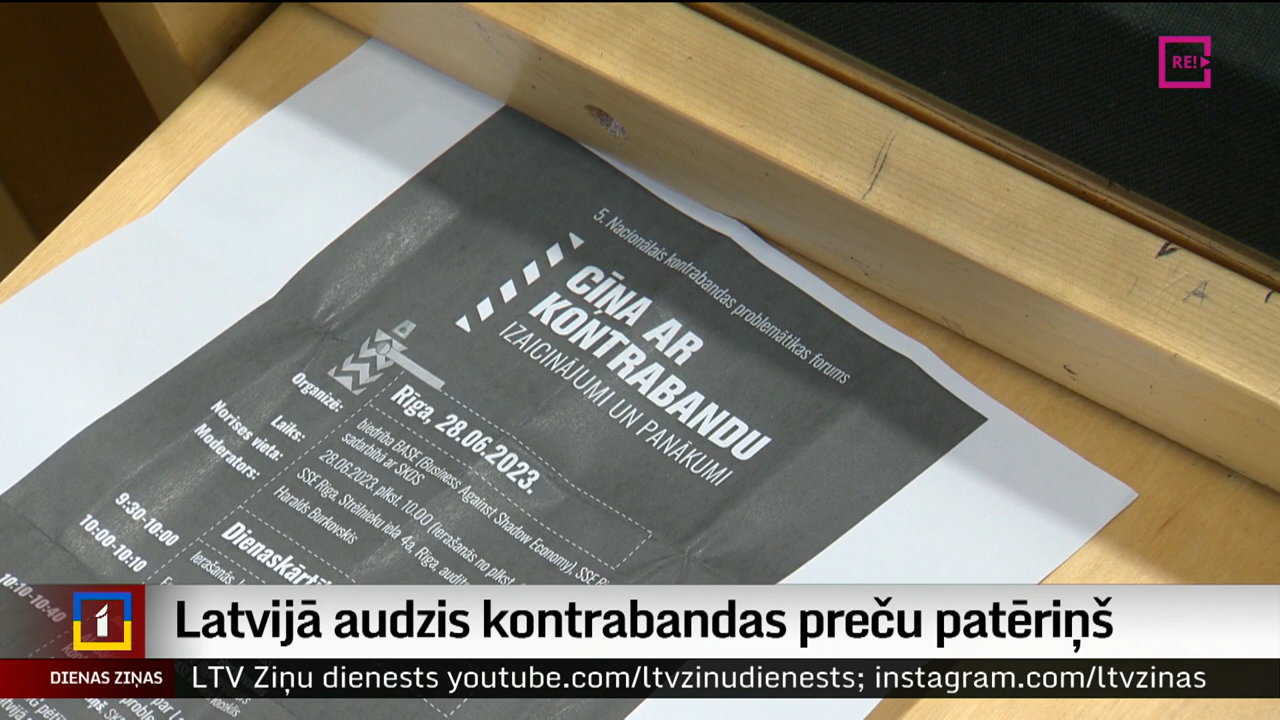 RE!
5. Nacionālais kontrabandas problemātikas forums
CĪŅA AR
KONTRABANDU
IZAICINĀJUMI UN PANĀKUMI
Rīga, 28.06.2023.
Organizē:
biedrība BASE (Business Against Shadow Economy), SSE
sadarbībā ar SKDS
Laiks:
28.06.2023. plkst. 10.00 (ierašanās no plkst.
Norises vieta:
SSE Rīga, Strēlnieku iela 4a, Rīga,
Moderators:
Haralds Burkovskis
9:30-10:00
10:00-10:10
10:10-10:40
Ierašanās,
1
Latvijā audzis kontrabandas preču patēriņš
DIENAS ZIŅAS
LTV Ziņu dienests youtube.com/ltvzinudienests; instagram.com/ltvzinas